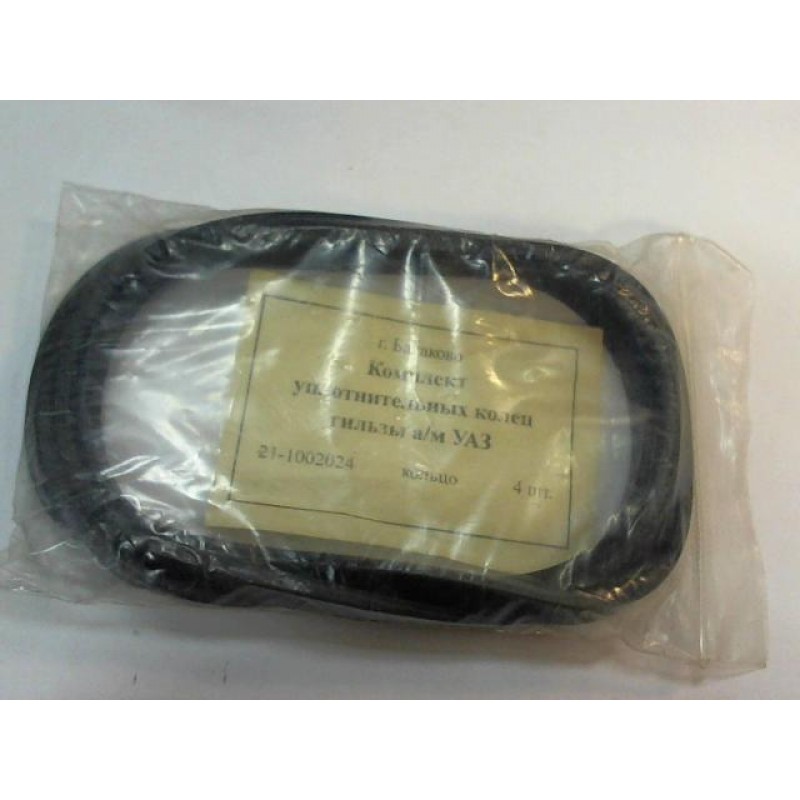 г. Балаково
Комплект
уплотнительных колец
гильзы а/м УАЗ
21-1002024 кольцо 4 шт.